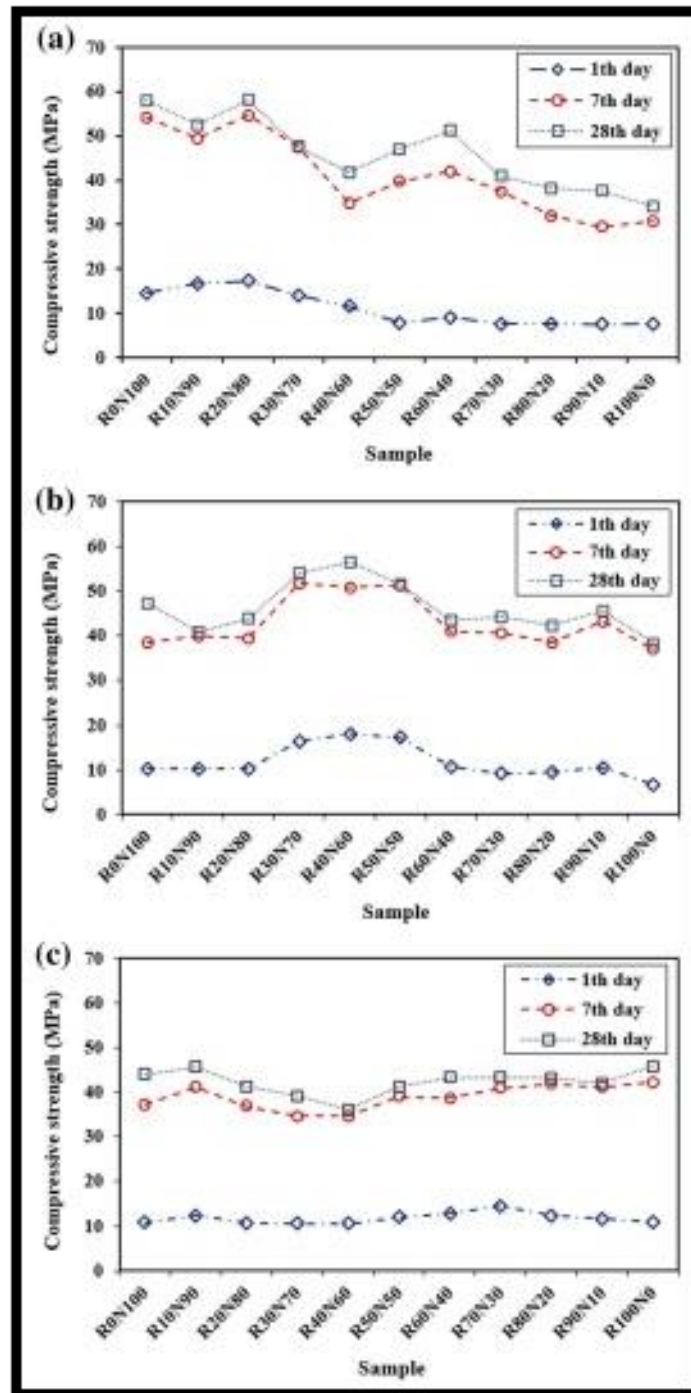 (a)
70
60
50
40
30
20
10
0
Compressive strength (MPa)
1th day
7th day
28th day
R0N100
R10N90
R20N80
R30N70
R40N60
R50N50
R60N40
R70N30
R80N20
R90N10
R100N0
Sample
(b)
70
60
50
40
30
20
10
0
Compressive strength (MPa)
1th day
7th day
28th day
R0N100
R10N90
R20N80
R30N70
R40N60
R50N50
R60N40
R70N30
R80N20
R90N10
R100N0
Sample
(c)
70
60
50
40
30
20
10
0
Compressive strength (MPa)
1th day
7th day
28th day
R0N100
R10N90
R20N80
R30N70
R40N60
R50N50
R60N40
R70N30
R80N20
R90N10
R100N0
Sample